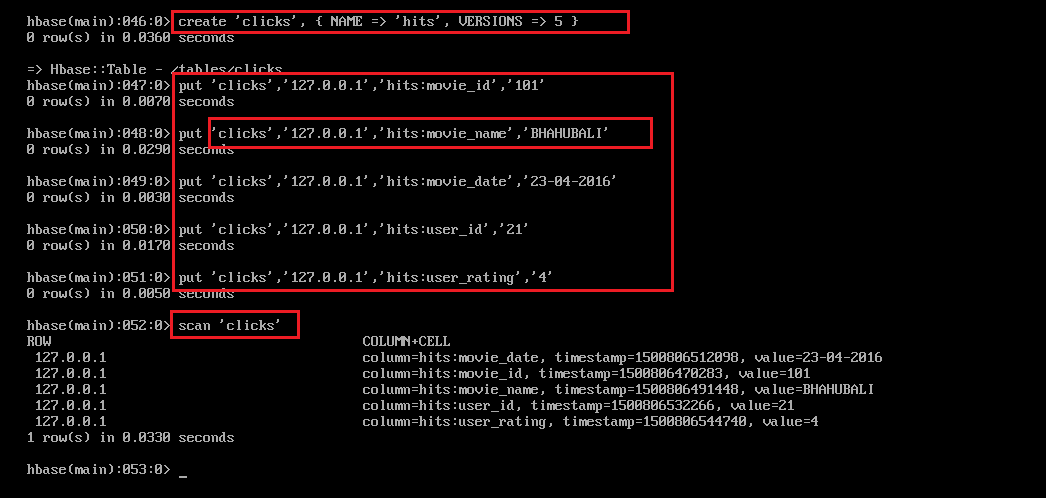 hbase(main):046:0> create 'clicks', { NAME => 'hits', VERSIONS => 5 }
0 row(s) in 0.0360 seconds
=> Hbase::Table - /tables/clicks
hbase(main):047:0> put 'clicks','127.0.0.1','hits:movie_id','101'
0 row(s) in 0.0070 seconds
hbase(main):048:0> put 'clicks','127.0.0.1','hits:movie_name','BHAHUBALI'
0 row(s) in 0.0290 seconds
hbase(main):049:0> put 'clicks','127.0.0.1','hits:movie_date','23-04-2016'
0 row(s) in 0.0030 seconds
hbase(main):050:0> put 'clicks','127.0.0.1','hits:user_id','21'
0 row(s) in 0.0170 seconds
hbase(main):051:0> put 'clicks','127.0.0.1','hits:user_rating','4'
0 row(s) in 0.0050 seconds
hbase(main):052:0> scan 'clicks'
ROW COLUMN+CELL
127.0.0.1 column=hits:movie_date, timestamp=1500806512098, value=23-04-2016
127.0.0.1 column=hits:movie_id, timestamp=1500806470283, value=101
127.0.0.1 column=hits:movie_name, timestamp=1500806491448, value=BHAHUBALI
127.0.0.1 column=hits:user_id, timestamp=1500806532266, value=21
127.0.0.1 column=hits:user_rating, timestamp=1500806544740, value=4
1 row(s) in 0.0330 seconds
hbase(main):053:0> _